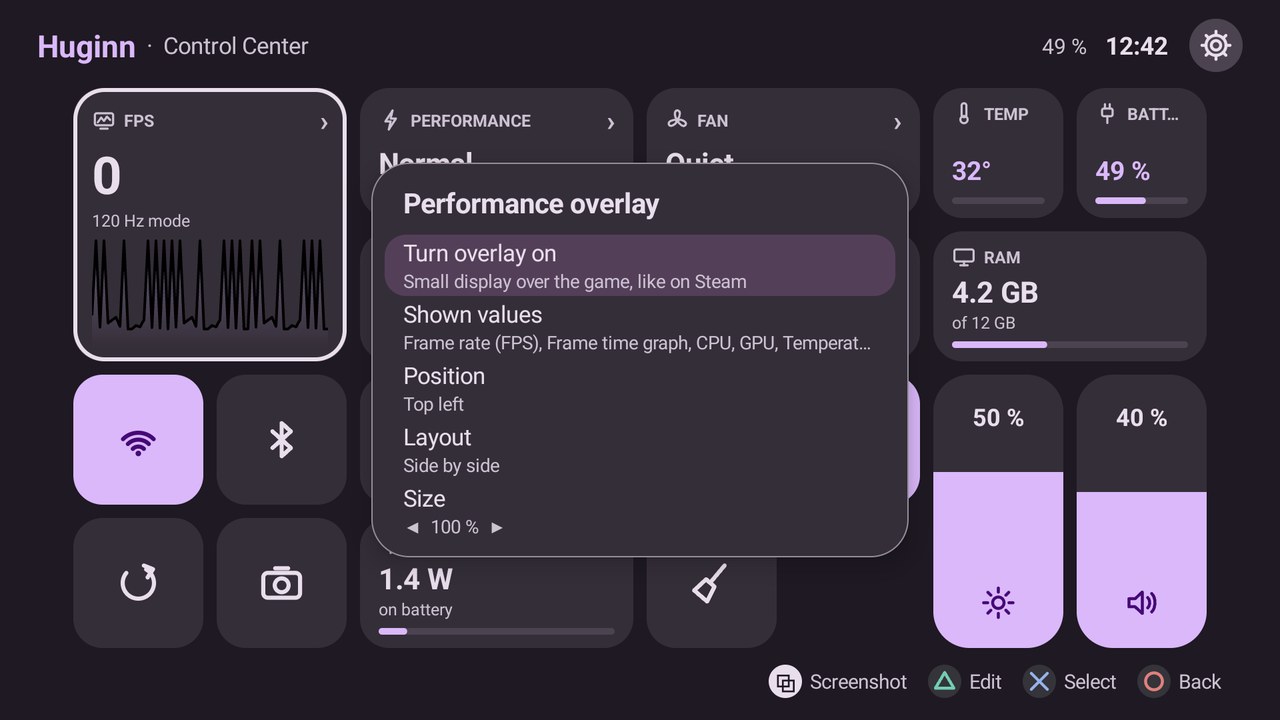 Huginn · Control Center
49 % 12:42
FPS ›
0
120 Hz mode
PERFORMANCE ›
Normal
FAN ›
Quiet
TEMP
32°
BATT...
49 %
Performance overlay
Turn overlay on
Small display over the game, like on Steam
Shown values
Frame rate (FPS), Frame time graph, CPU, GPU, Temperat...
Position
Top left
Layout
Side by side
Size
◄ 100 % ►
RAM
4.2 GB
of 12 GB
50 %
40 %
1.4 W
on battery
Screenshot Edit Select Back